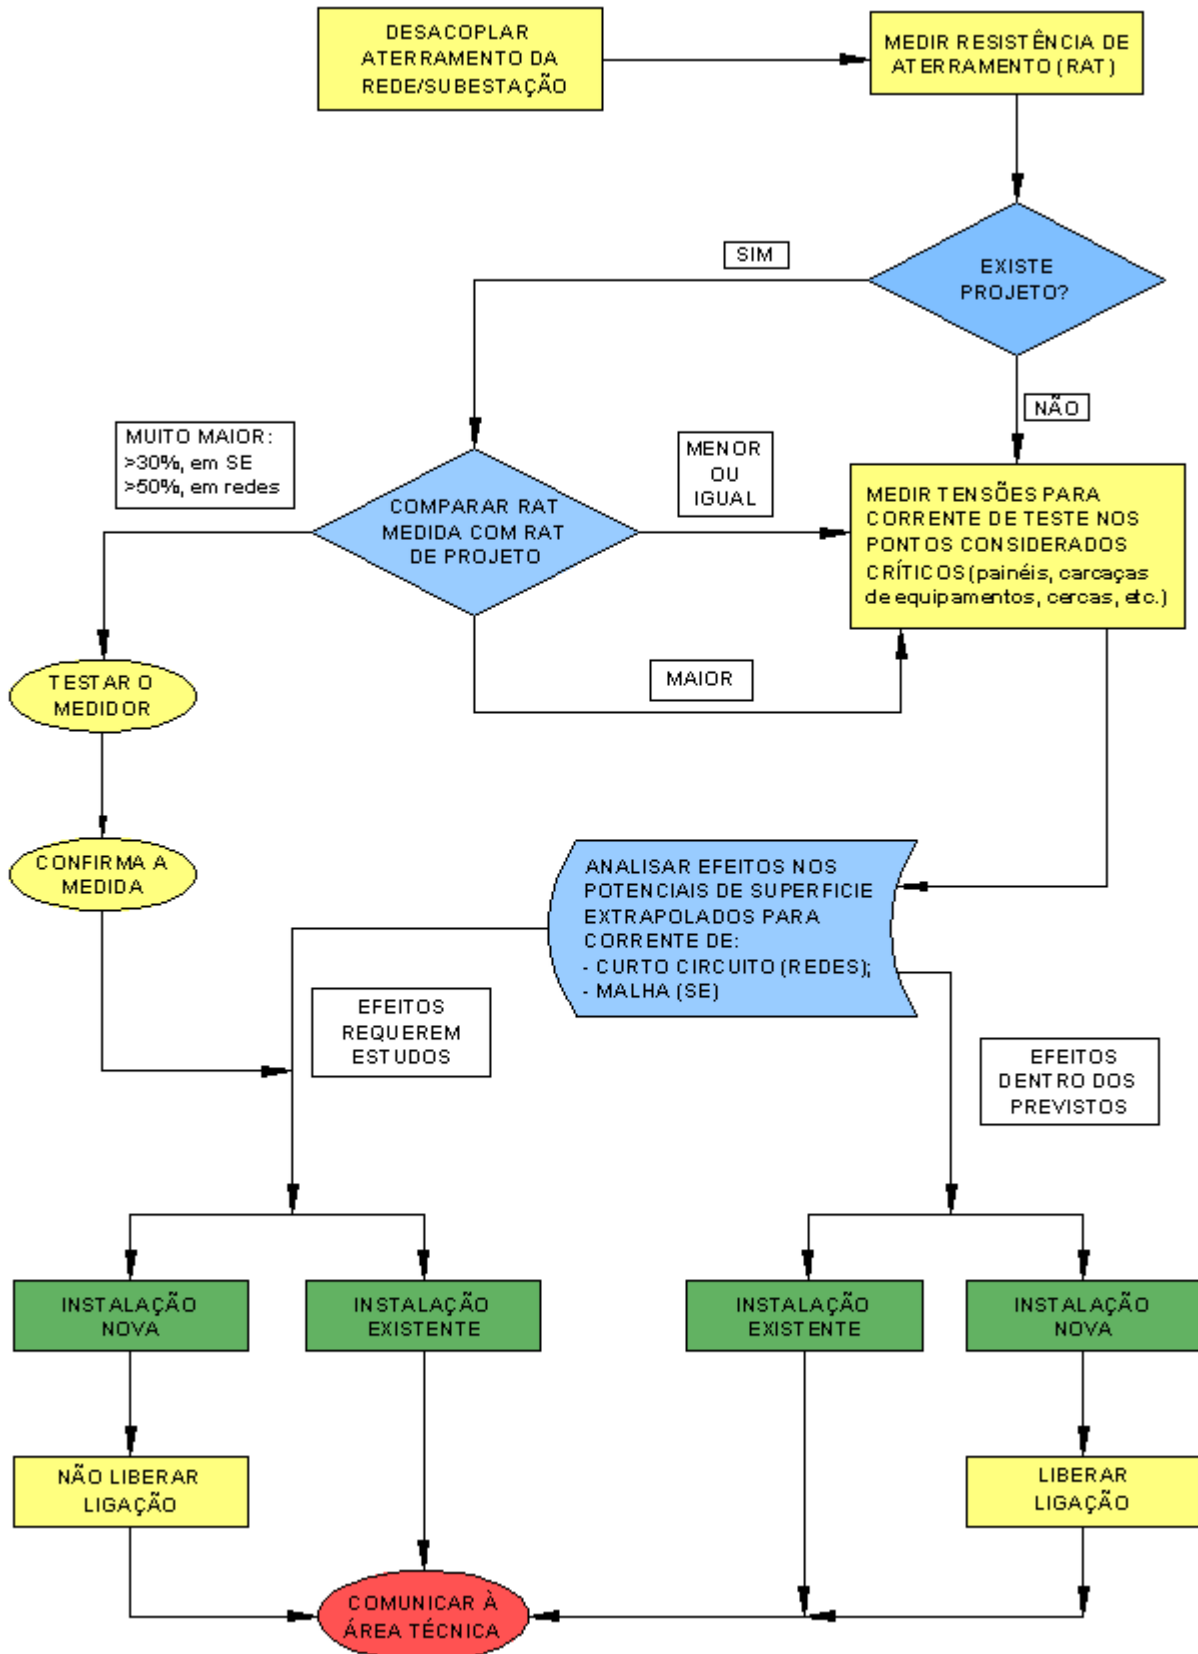 DESACOPLAR
ATERRAMENTO DA
REDE/SUBESTAÇÃO
MEDIR RESISTÊNCIA DE
ATERRAMENTO (RAT)
SIM
EXISTE
PROJETO?
NÃO
MUITO MAIOR:
>30%, em SE
>50%, em redes
COMPARAR RAT
MEDIDA COM RAT
DE PROJETO
MENOR
OU
IGUAL
MEDIR TENSÕES PARA
CORRENTE DE TESTE NOS
PONTOS CONSIDERADOS
CRÍTICOS (painéis, carcaças
de equipamentos, cercas, etc.)
MAIOR
TESTAR O
MEDIDOR
CONFIRMA A
MEDIDA
ANALISAR EFEITOS NOS
POTENCIAIS DE SUPERFICIE
EXTRAPOLADOS PARA
CORRENTE DE:
- CURTO CIRCUITO (REDES);
- MALHA (SE)
EFEITOS
REQUEREM
ESTUDOS
EFEITOS
DENTRO DOS
PREVISTOS
INSTALAÇÃO
NOVA
INSTALAÇÃO
EXISTENTE
INSTALAÇÃO
EXISTENTE
INSTALAÇÃO
NOVA
NÃO LIBERAR
LIGAÇÃO
LIBERAR
LIGAÇÃO
COMUNICAR À
ÁREA TÉCNICA